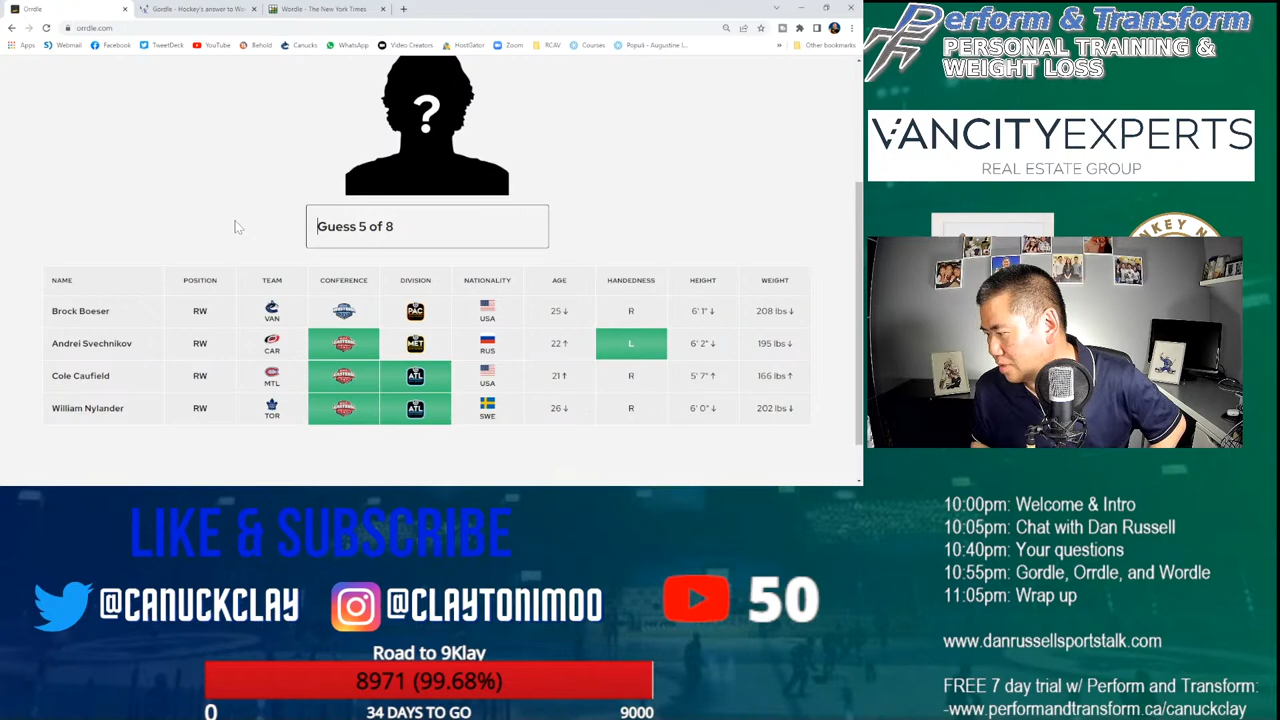 Orrdle
Gordle - Hockey's answer to Wo
Wordle - The New York Times
orrdle.com
Apps
Webmail
Facebook
TweetDeck
YouTube
Behold
Canucks
WhatsApp
Video Creators
HostGator
Zoom
RCAV
Courses
Populi - Augustine I...
Other bookmarks
?
Guess 5 of 8
NAME POSITION TEAM CONFERENCE DIVISION NATIONALITY AGE HANDEDNESS HEIGHT WEIGHT
Brock Boeser RW VAN PAC USA 25 ↓ R 6' 1" ↓ 208 lbs ↓
Andrei Svechnikov RW CAR MET RUS 22 ↑ L 6' 2" ↓ 195 lbs ↓
Cole Caufield RW MTL ATL USA 21 ↑ R 5' 7" ↑ 166 lbs ↑
William Nylander RW TOR ATL SWE 26 ↓ R 6' 0" ↓ 202 lbs ↓
Perform & Transform
PERSONAL TRAINING &
WEIGHT LOSS
VANCITYEXPERTS
REAL ESTATE GROUP
LIKE & SUBSCRIBE
@CANUCKCLAY
@CLAYTONIMOO
50
Road to 9Klay
8971 (99.68%)
0 34 DAYS TO GO 9000
10:00pm: Welcome & Intro
10:05pm: Chat with Dan Russell
10:40pm: Your questions
10:55pm: Gordle, Orrdle, and Wordle
11:05pm: Wrap up
www.danrussellsportstalk.com
FREE 7 day trial w/ Perform and Transform:
-www.performandtransform.ca/canuckclay